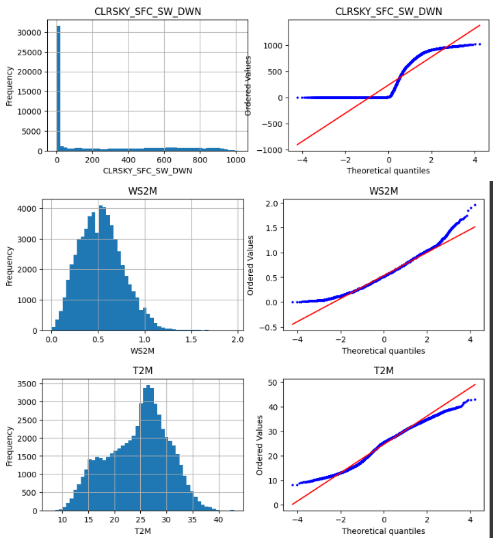 CLRSKY_SFC_SW_DWN
30000
25000
20000
15000
10000
5000
0
Frequency
0 200 400 600 800 1000
CLRSKY_SFC_SW_DWN
CLRSKY_SFC_SW_DWN
1000
500
0
−500
−1000
Ordered Values
−4 −2 0 2 4
Theoretical quantiles
WS2M
4000
3000
2000
1000
0
Frequency
0.0 0.5 1.0 1.5 2.0
WS2M
WS2M
2.0
1.5
1.0
0.5
0.0
−0.5
Ordered Values
−4 −2 0 2 4
Theoretical quantiles
T2M
3500
3000
2500
2000
1500
1000
500
0
Frequency
10 15 20 25 30 35 40
T2M
T2M
50
40
30
20
10
0
Ordered Values
−4 −2 0 2 4
Theoretical quantiles